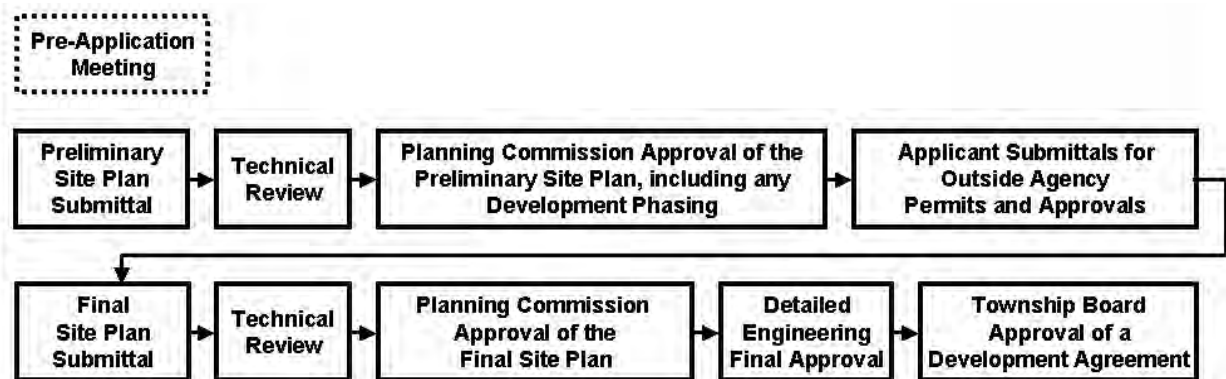 Pre-Application
Meeting
Preliminary
Site Plan
Submittal
Technical
Review
Planning Commission Approval of the
Preliminary Site Plan, including any
Development Phasing
Applicant Submittals for
Outside Agency
Permits and Approvals
Final
Site Plan
Submittal
Technical
Review
Planning Commission
Approval of the
Final Site Plan
Detailed
Engineering
Final Approval
Township Board
Approval of a
Development Agreement